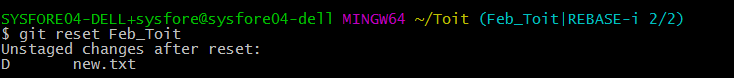 SYSFORE04-DELL+sysfore@sysfore04-dell MINGW64 ~/Toit (Feb_Toit|REBASE-i 2/2)
$ git reset Feb_Toit
Unstaged changes after reset:
D       new.txt